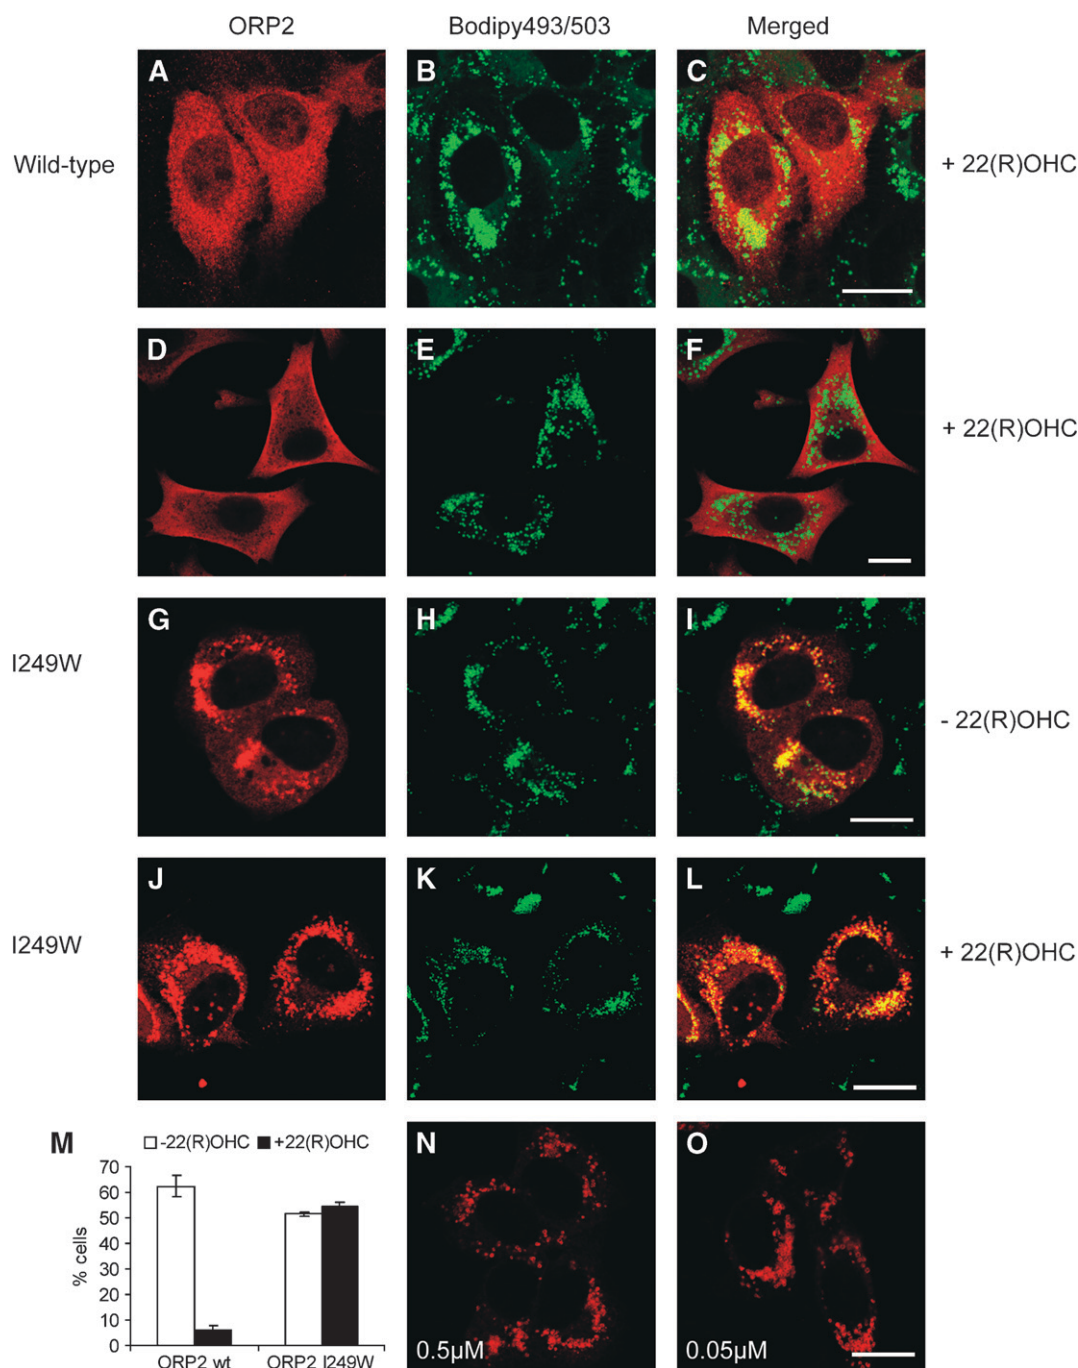 ORP2 Bodipy493/503 Merged
A B C
Wild-type + 22(R)OHC
D E F
+ 22(R)OHC
G H I
I249W - 22(R)OHC
J K L
I249W + 22(R)OHC
M -22(R)OHC +22(R)OHC
70
60
50
40
30
20
10
0
% cells
ORP2 wt ORP2 I249W
N O
0.5µM 0.05µM